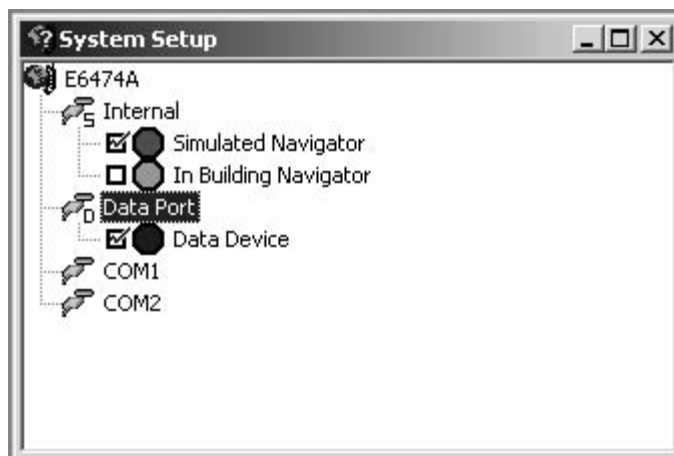 System Setup
E6474A
S Internal
Simulated Navigator
In Building Navigator
D Data Port
Data Device
COM1
COM2